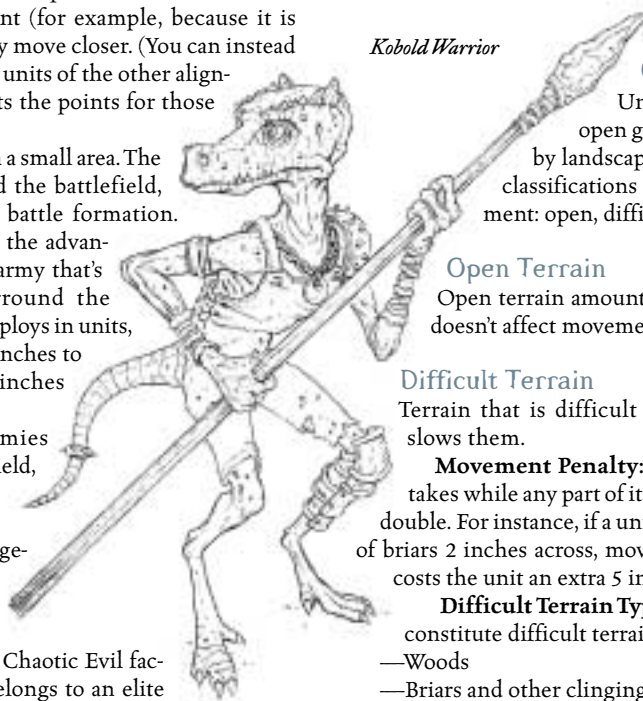 nt (for example, because it is
y move closer. (You can instead
units of the other align-
ts the points for those
a small area. The
d the battlefield,
battle formation.
the advan-
army that's
rround the
ploys in units,
nches to
inches
mies
eld,
ge-
Chaotic Evil fac-
elongs to an elite
Kobold Warrior
Un
open g
by landscap
classifications
ment: open, diffi
Open Terrain
Open terrain amount
doesn't affect moveme
Difficult Terrain
Terrain that is difficult
slows them.
Movement Penalty:
takes while any part of it
double. For instance, if a un
of briars 2 inches across, mov
costs the unit an extra 5 in
Difficult Terrain Ty
constitute difficult terrai
—Woods
—Briars and other clinging